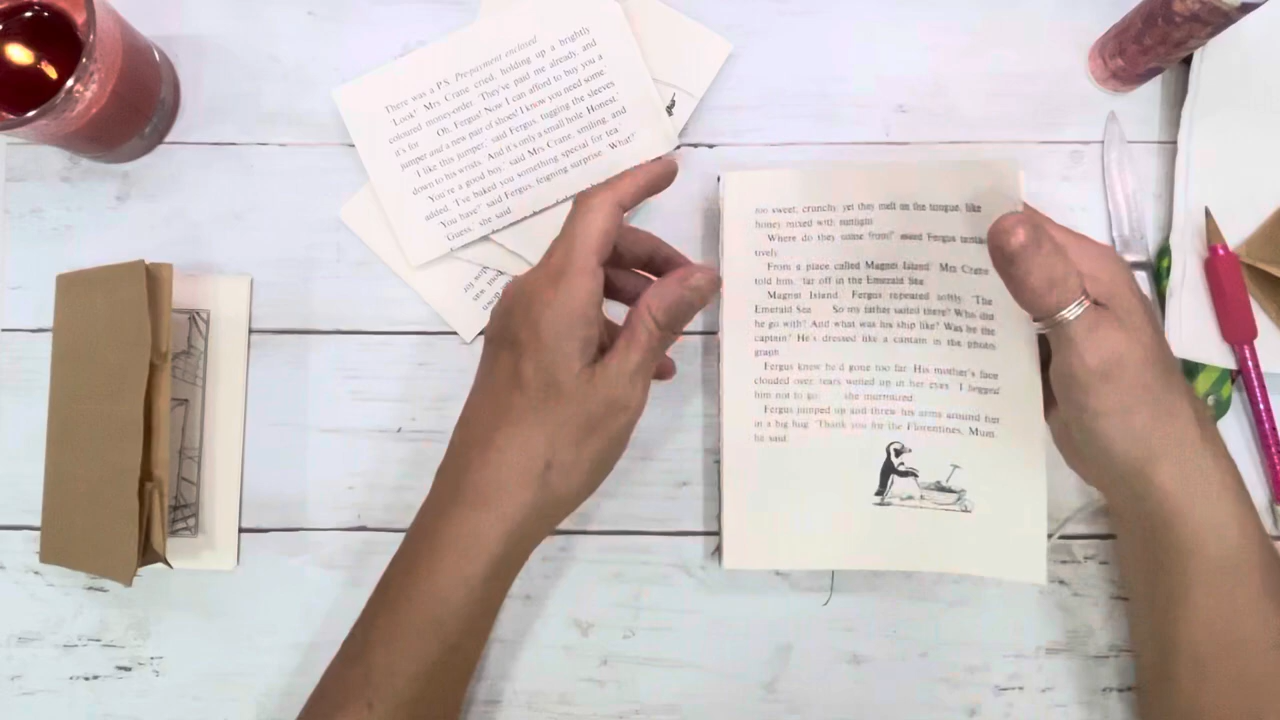 There was a P.S. Pre-payment enclosed
Look!' Mrs Crane cried, holding up a brightly
coloured money-order. 'They've paid me already, and
it's for
Oh, Fergus! Now I can afford to buy you a
jumper and a new pair of shoes! I know you need some.
'I like this jumper,' said Fergus, tugging the sleeves
down to his wrists. 'And it's only a small hole. Honest.'
'You're a good boy,' said Mrs Crane, smiling, and
added, 'I've baked you something special for tea
'You have?' said Fergus, feigning surprise. 'What?'
'Guess,' she said
down
bout was
slow for
too sweet, crunchy, yet they melt on the tongue, like
honey mixed with sunlight
'Where do they come from?' asked Fergus tenta-
tively.
'From a place called Magnet Island,' Mrs Crane
told him, 'far off in the Emerald Sea
'Magnet Island,' Fergus repeated softly. 'The
Emerald Sea So my father sailed there? Who did
he go with? And what was his ship like? Was he the
captain? He's dressed like a captain in the photo-
graph
Fergus knew he'd gone too far. His mother's face
clouded over, tears welled up in her eyes. 'I begged
him not to go she murmured.
Fergus jumped up and threw his arms around her
in a big hug. 'Thank you for the Florentines, Mum,'
he said.